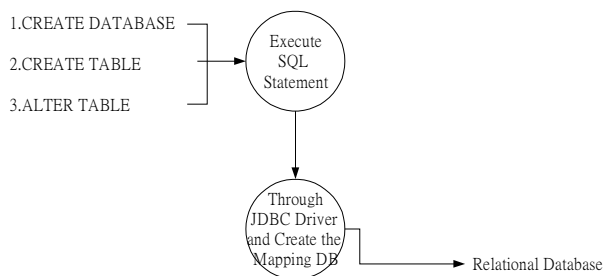 1.CREATE DATABASE
2.CREATE TABLE
3.ALTER TABLE
Execute
SQL
Statement
Through
JDBC Driver
and Create the
Mapping DB
Relational Database